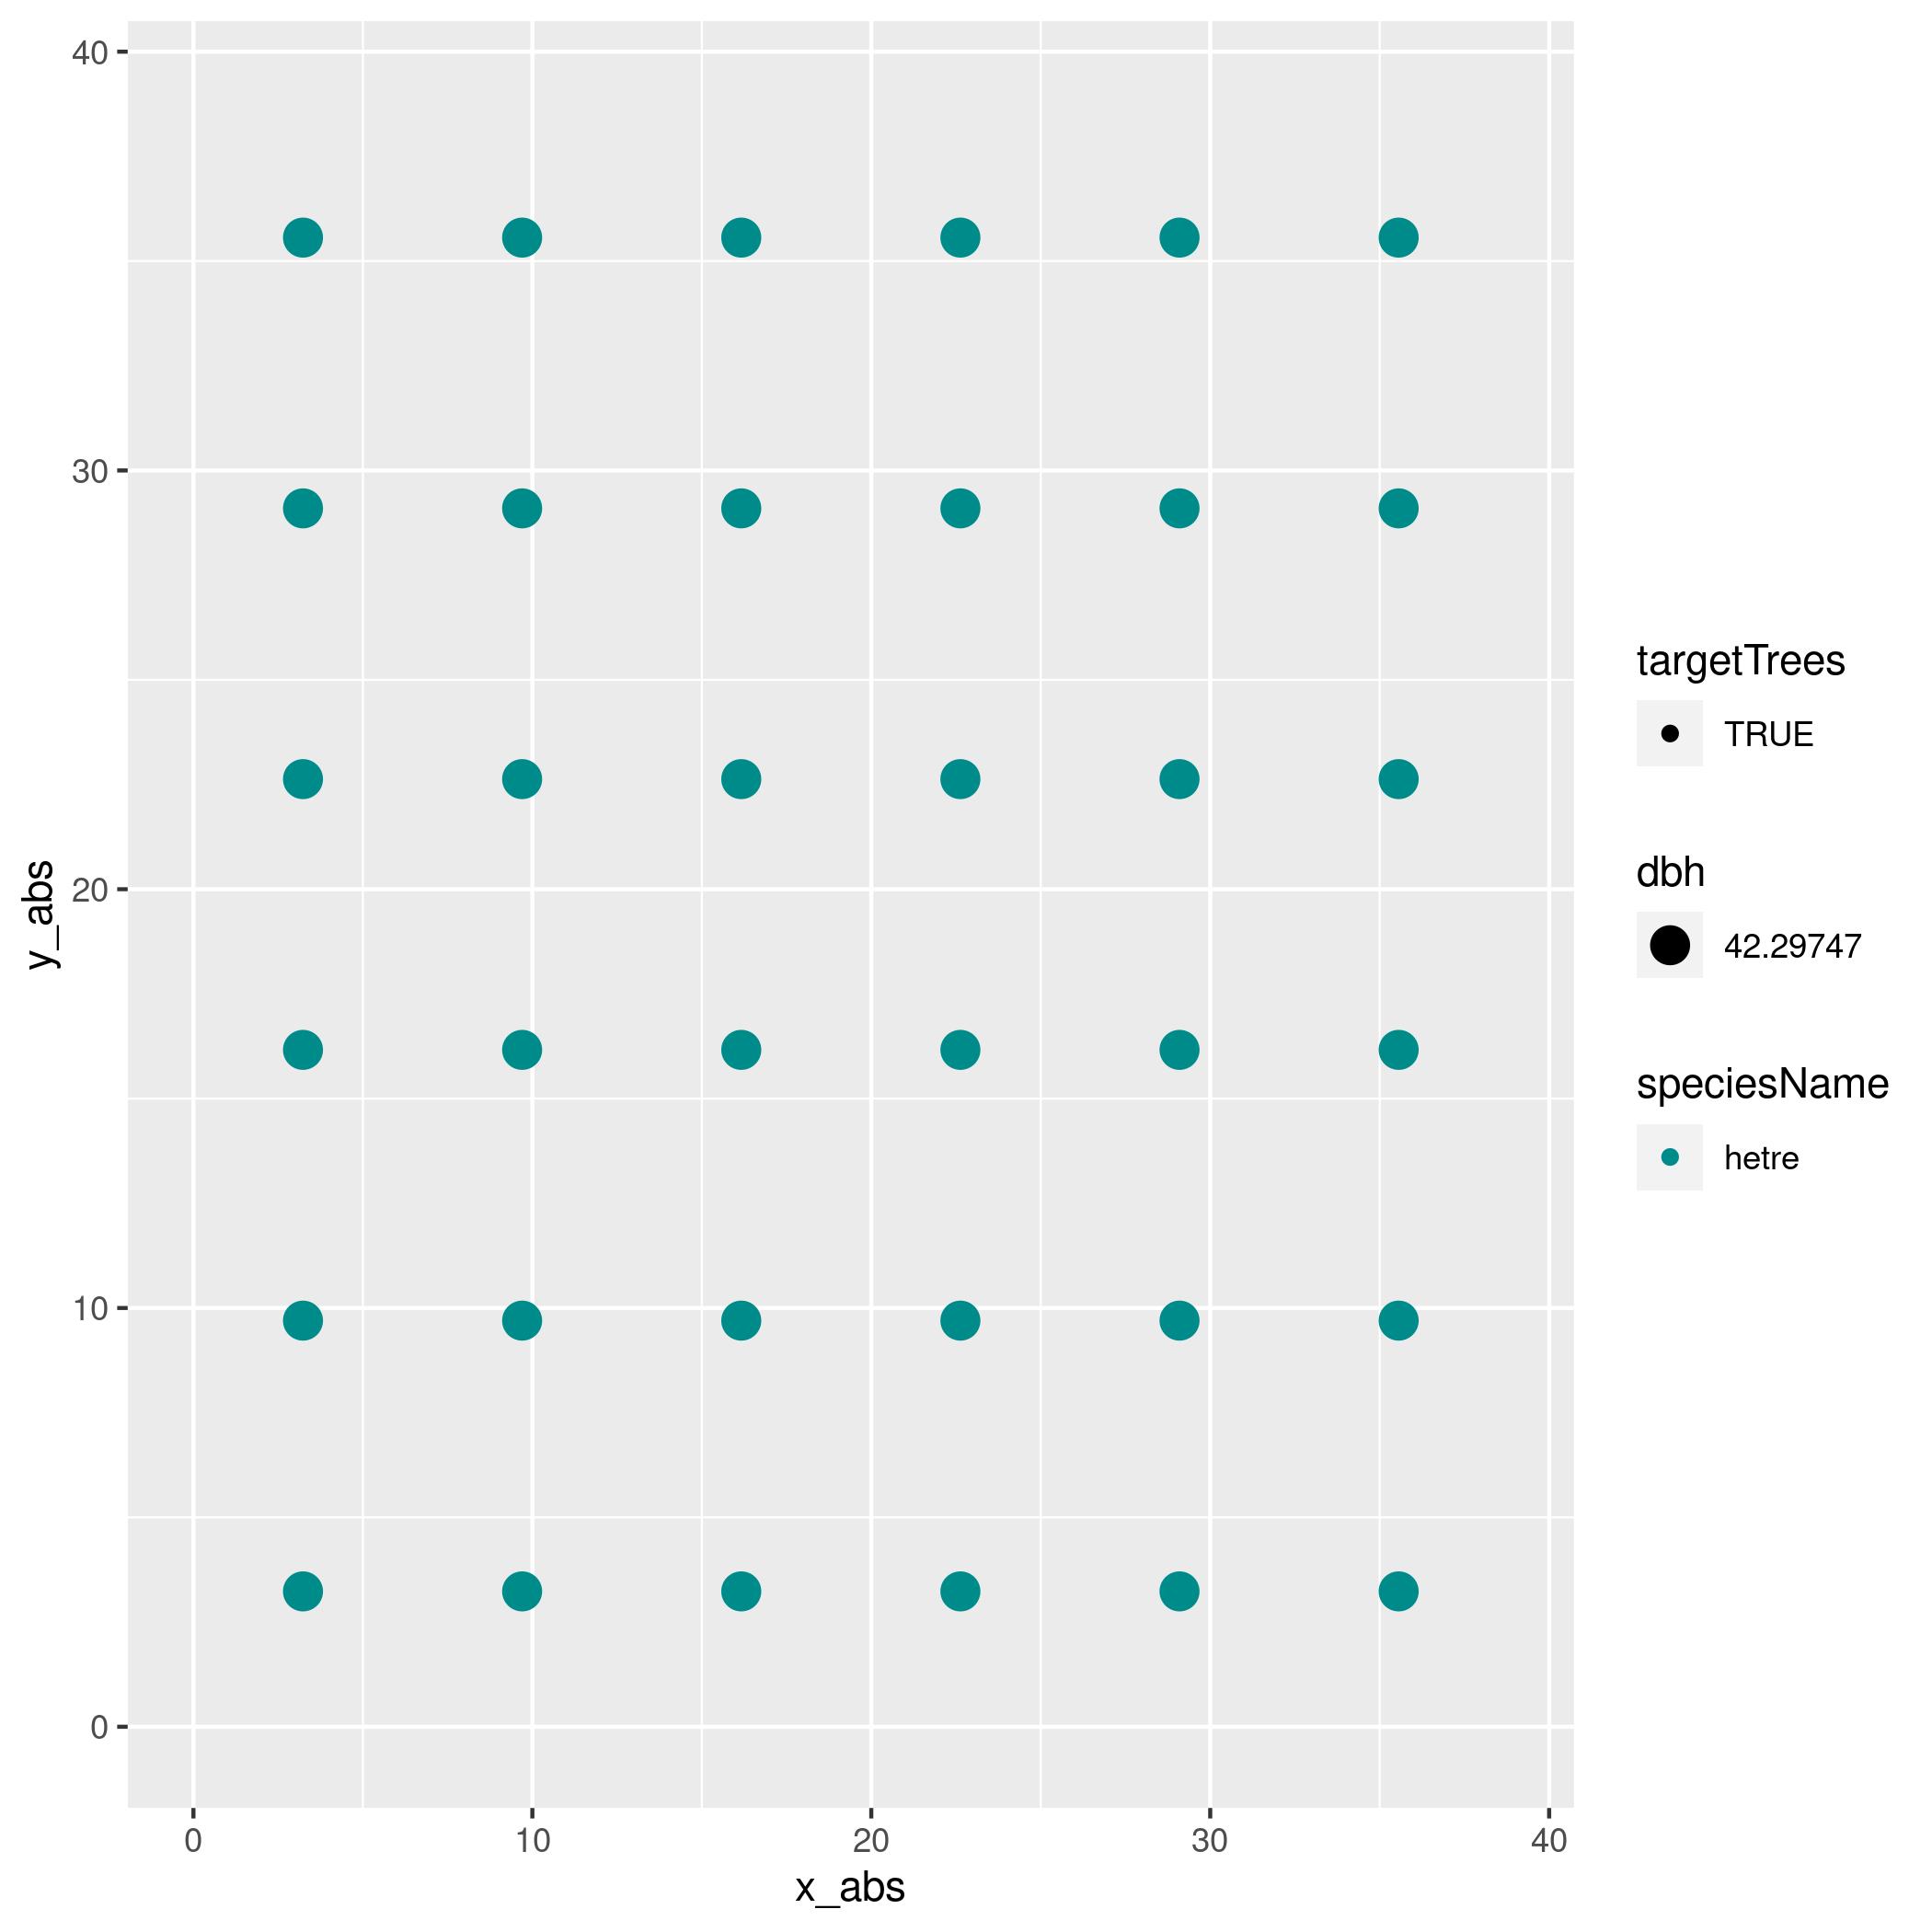 40
30
20
10
0
y_abs
0 10 20 30 40
x_abs
targetTrees
TRUE
dbh
42.29747
speciesName
hetre